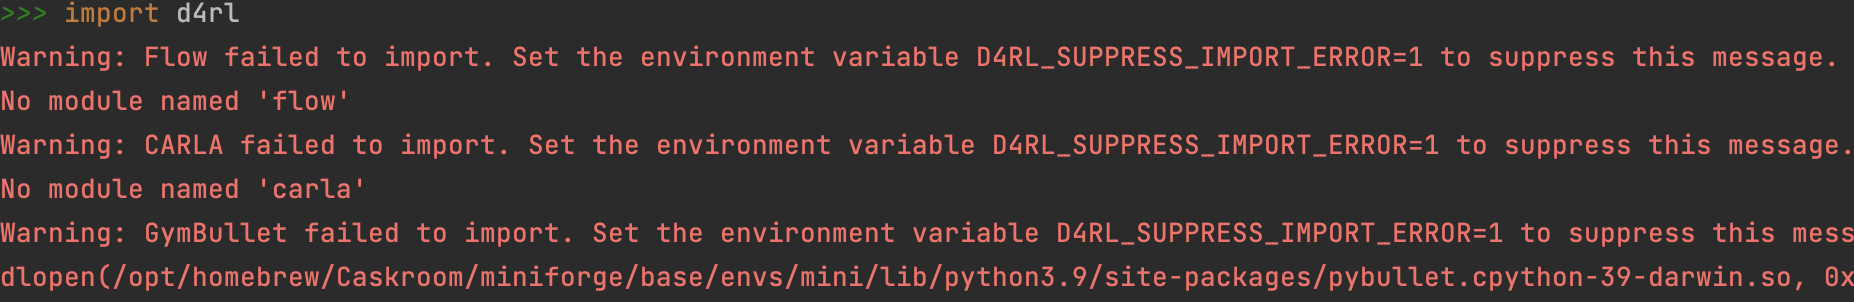 >>> import d4rl
Warning: Flow failed to import. Set the environment variable D4RL_SUPPRESS_IMPORT_ERROR=1 to suppress this message.
No module named 'flow'
Warning: CARLA failed to import. Set the environment variable D4RL_SUPPRESS_IMPORT_ERROR=1 to suppress this message.
No module named 'carla'
Warning: GymBullet failed to import. Set the environment variable D4RL_SUPPRESS_IMPORT_ERROR=1 to suppress this mess
dlopen(/opt/homebrew/Caskroom/miniforge/base/envs/mini/lib/python3.9/site-packages/pybullet.cpython-39-darwin.so, 0x